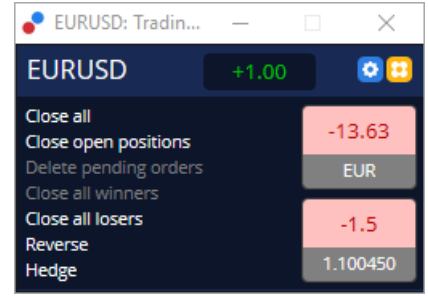 EURUSD: Tradin...
EURUSD
+1.00
Close all
Close open positions
Delete pending orders
Close all winners
Close all losers
Reverse
Hedge
-13.63
EUR
-1.5
1.100450